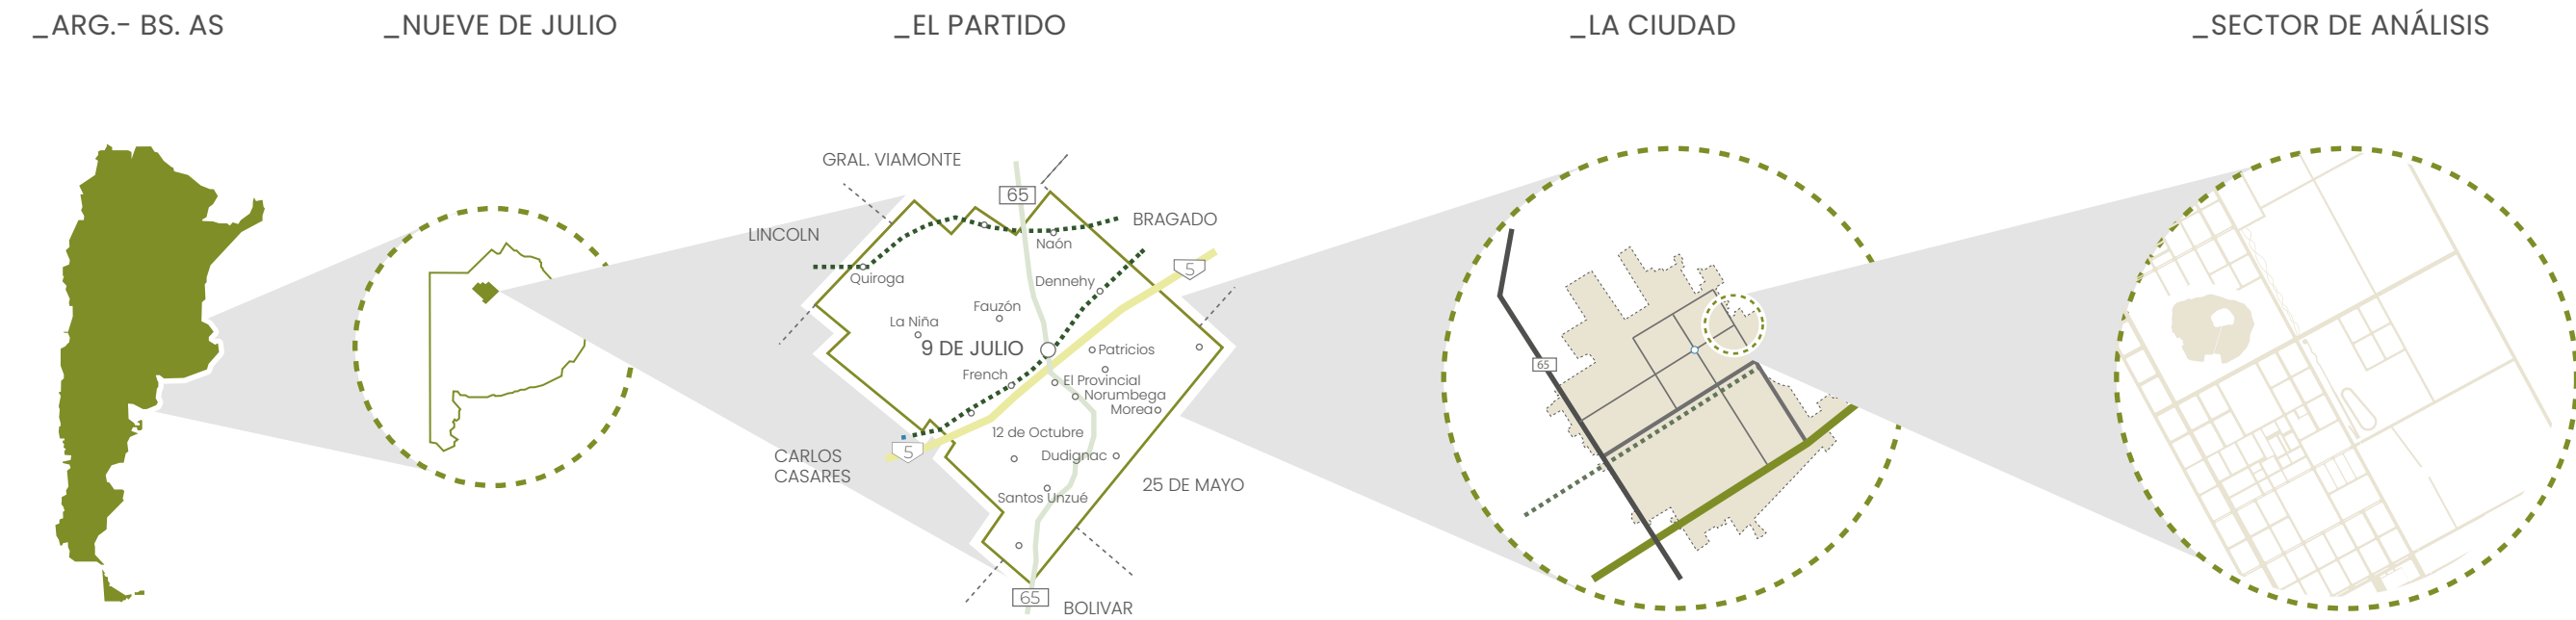 _ARG.- BS. AS
_NUEVE DE JULIO
_EL PARTIDO
_LA CIUDAD
_SECTOR DE ANÁLISIS
GRAL. VIAMONTE
65
LINCOLN
BRAGADO
Naón
5
Quiroga
Dennehy
Fauzón
La Niña
9 DE JULIO
Patricios
French
El Provincial
Norumbega
Morea
12 de Octubre
5
CARLOS
CASARES
Dudignac
25 DE MAYO
Santos Unzué
65
BOLIVAR
65